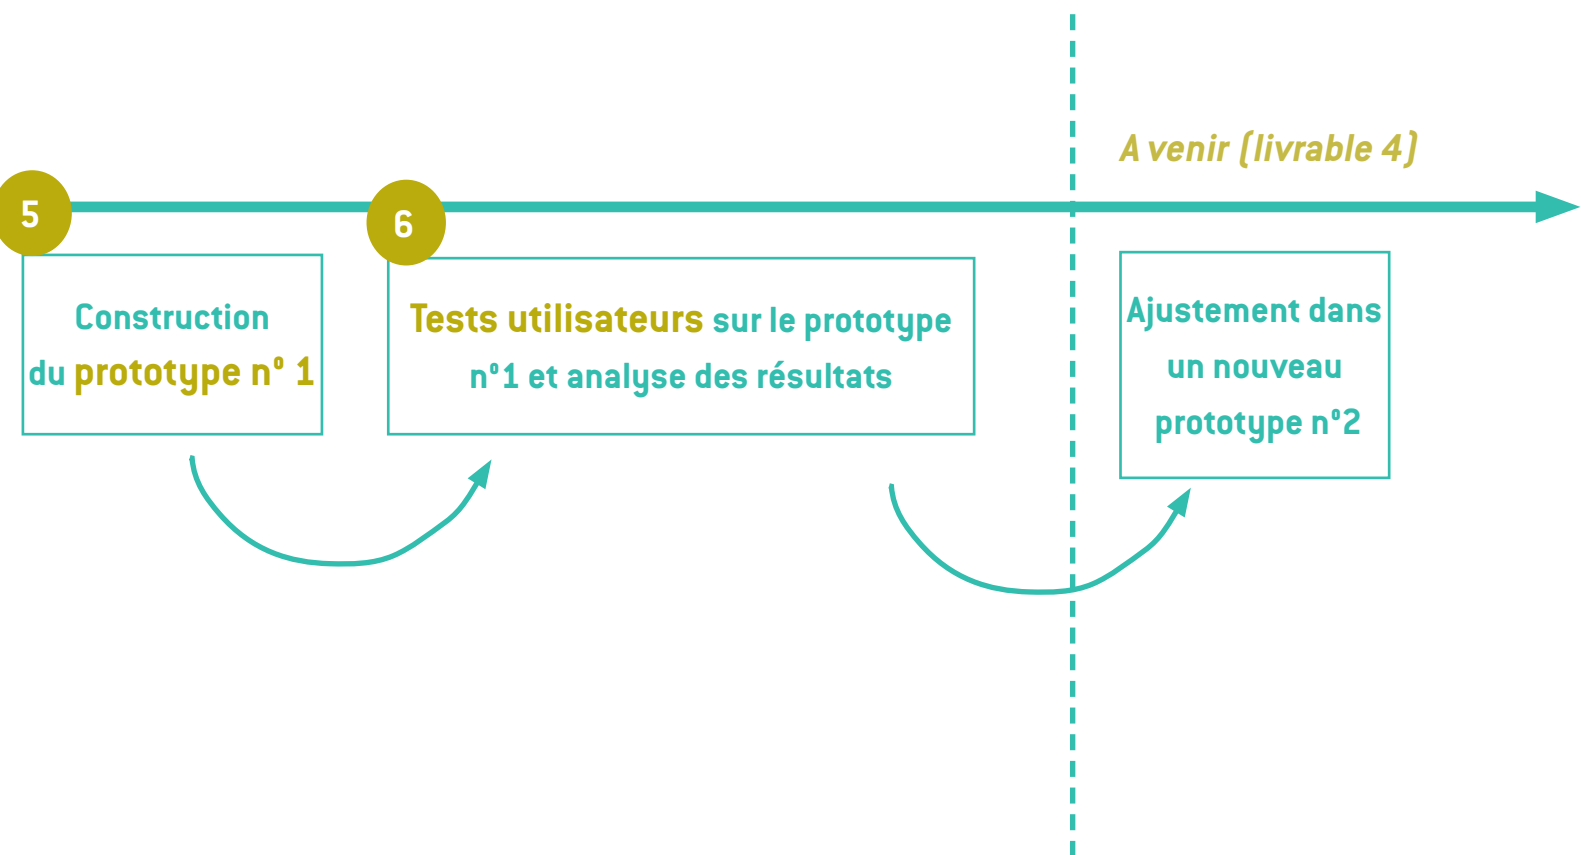 A venir (livrable 4)
5
6
Construction
du prototype n° 1
Tests utilisateurs sur le prototype
n°1 et analyse des résultats
Ajustement dans
un nouveau
prototype n°2